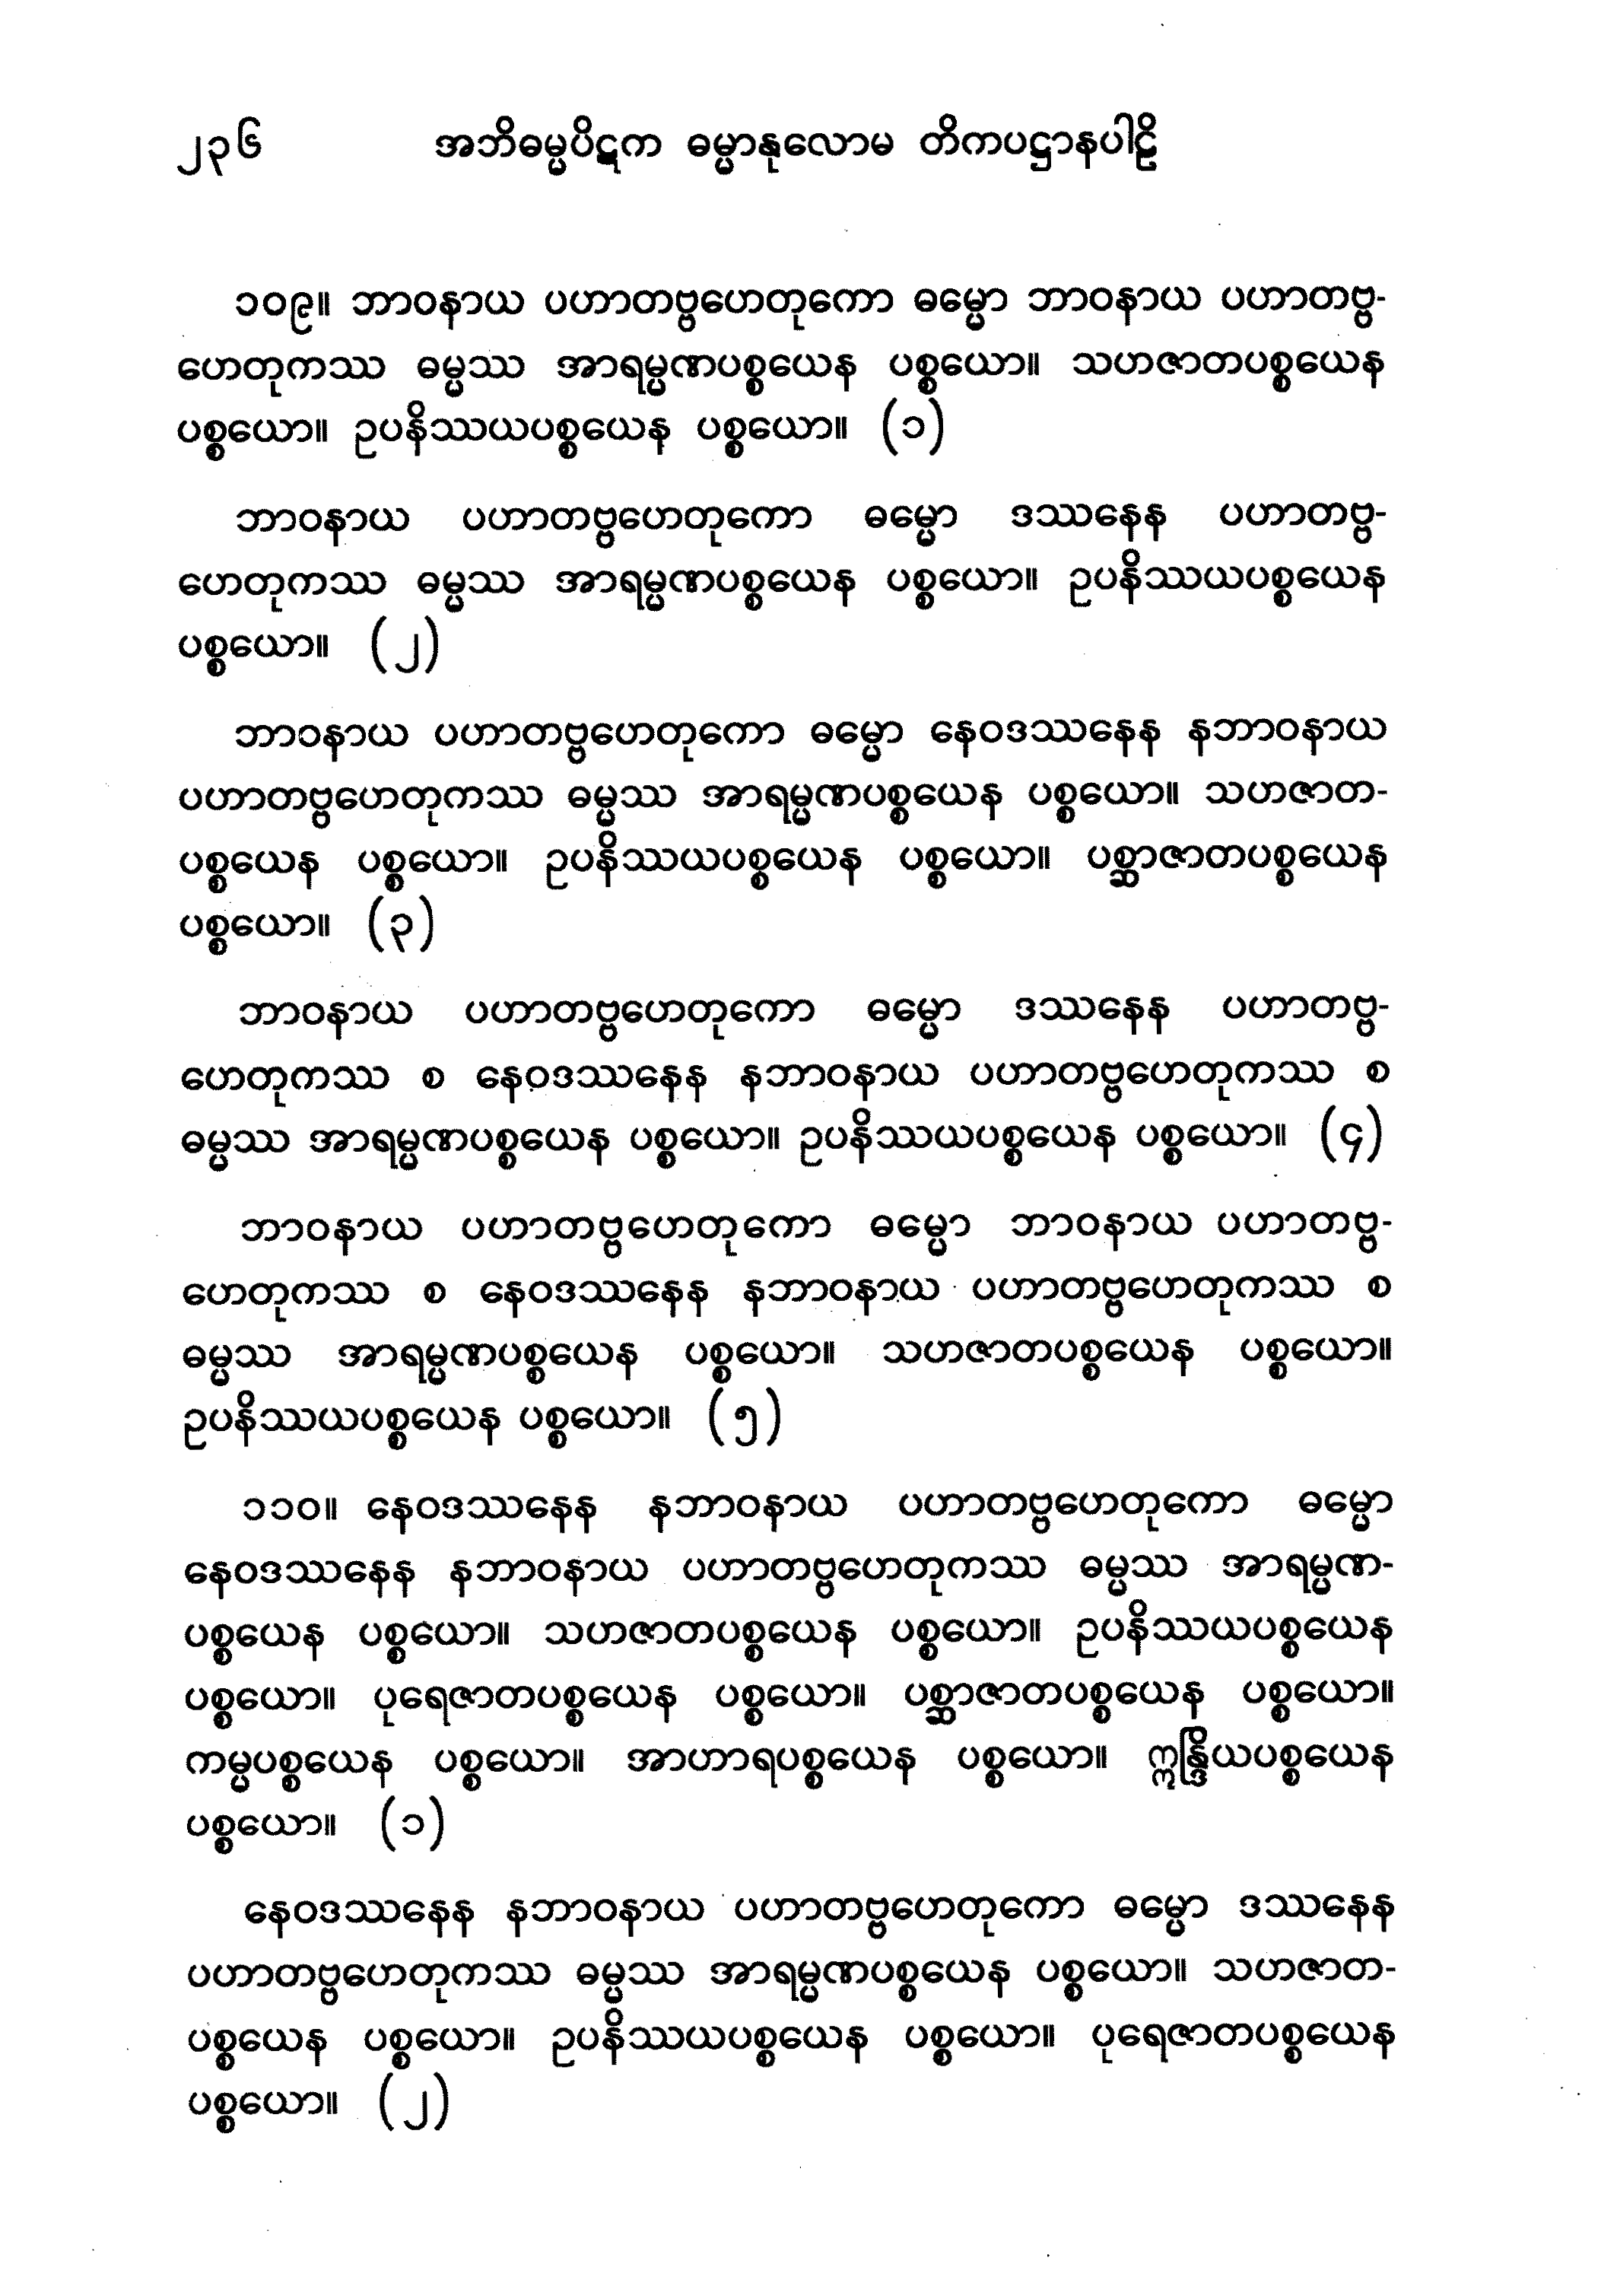 ၂၃၆ အဘိဓမ္မပိဋက ဓမ္မာနုလောမ တိကပဋ္ဌာနပါဠိ
၁၀၉။ ဘာဝနာယ ပဟာတဗ္ဗဟေတုကော ဓမ္မော ဘာဝနာယ ပဟာတဗ္ဗ-
ဟေတုကဿ ဓမ္မဿ အာရမ္မဏပစ္စယေန ပစ္စယော။ သဟဇာတပစ္စယေန
ပစ္စယော။ ဥပနိဿယပစ္စယေန ပစ္စယော။ (၁)
ဘာဝနာယ ပဟာတဗ္ဗဟေတုကော ဓမ္မော ဒဿနေန ပဟာတဗ္ဗ-
ဟေတုကဿ ဓမ္မဿ အာရမ္မဏပစ္စယေန ပစ္စယော။ ဥပနိဿယပစ္စယေန
ပစ္စယော။ (၂)
ဘာဝနာယ ပဟာတဗ္ဗဟေတုကော ဓမ္မော နေဝဒဿနေန နဘာဝနာယ
ပဟာတဗ္ဗဟေတုကဿ ဓမ္မဿ အာရမ္မဏပစ္စယေန ပစ္စယော။ သဟဇာတ-
ပစ္စယေန ပစ္စယော။ ဥပနိဿယပစ္စယေန ပစ္စယော။ ပစ္ဆာဇာတပစ္စယေန
ပစ္စယော။ (၃)
ဘာဝနာယ ပဟာတဗ္ဗဟေတုကော ဓမ္မော ဒဿနေန ပဟာတဗ္ဗ-
ဟေတုကဿ စ နေဝဒဿနေန နဘာဝနာယ ပဟာတဗ္ဗဟေတုကဿ စ
ဓမ္မဿ အာရမ္မဏပစ္စယေန ပစ္စယော။ ဥပနိဿယပစ္စယေန ပစ္စယော။ (၄)
ဘာဝနာယ ပဟာတဗ္ဗဟေတုကော ဓမ္မော ဘာဝနာယ ပဟာတဗ္ဗ-
ဟေတုကဿ စ နေဝဒဿနေန နဘာဝနာယ ပဟာတဗ္ဗဟေတုကဿ စ
ဓမ္မဿ အာရမ္မဏပစ္စယေန ပစ္စယော။ သဟဇာတပစ္စယေန ပစ္စယော။
ဥပနိဿယပစ္စယေန ပစ္စယော။ (၅)
၁၁၀။ နေဝဒဿနေန နဘာဝနာယ ပဟာတဗ္ဗဟေတုကော ဓမ္မော
နေဝဒဿနေန နဘာဝနာယ ပဟာတဗ္ဗဟေတုကဿ ဓမ္မဿ အာရမ္မဏ-
ပစ္စယေန ပစ္စယော။ သဟဇာတပစ္စယေန ပစ္စယော။ ဥပနိဿယပစ္စယေန
ပစ္စယော။ ပုရေဇာတပစ္စယေန ပစ္စယော။ ပစ္ဆာဇာတပစ္စယေန ပစ္စယော။
ကမ္မပစ္စယေန ပစ္စယော။ အာဟာရပစ္စယေန ပစ္စယော။ ဣန္ဒြိယပစ္စယေန
ပစ္စယော။ (၁)
နေဝဒဿနေန နဘာဝနာယ ပဟာတဗ္ဗဟေတုကော ဓမ္မော ဒဿနေန
ပဟာတဗ္ဗဟေတုကဿ ဓမ္မဿ အာရမ္မဏပစ္စယေန ပစ္စယော။ သဟဇာတ-
ပစ္စယေန ပစ္စယော။ ဥပနိဿယပစ္စယေန ပစ္စယော။ ပုရေဇာတပစ္စယေန
ပစ္စယော။ (၂)